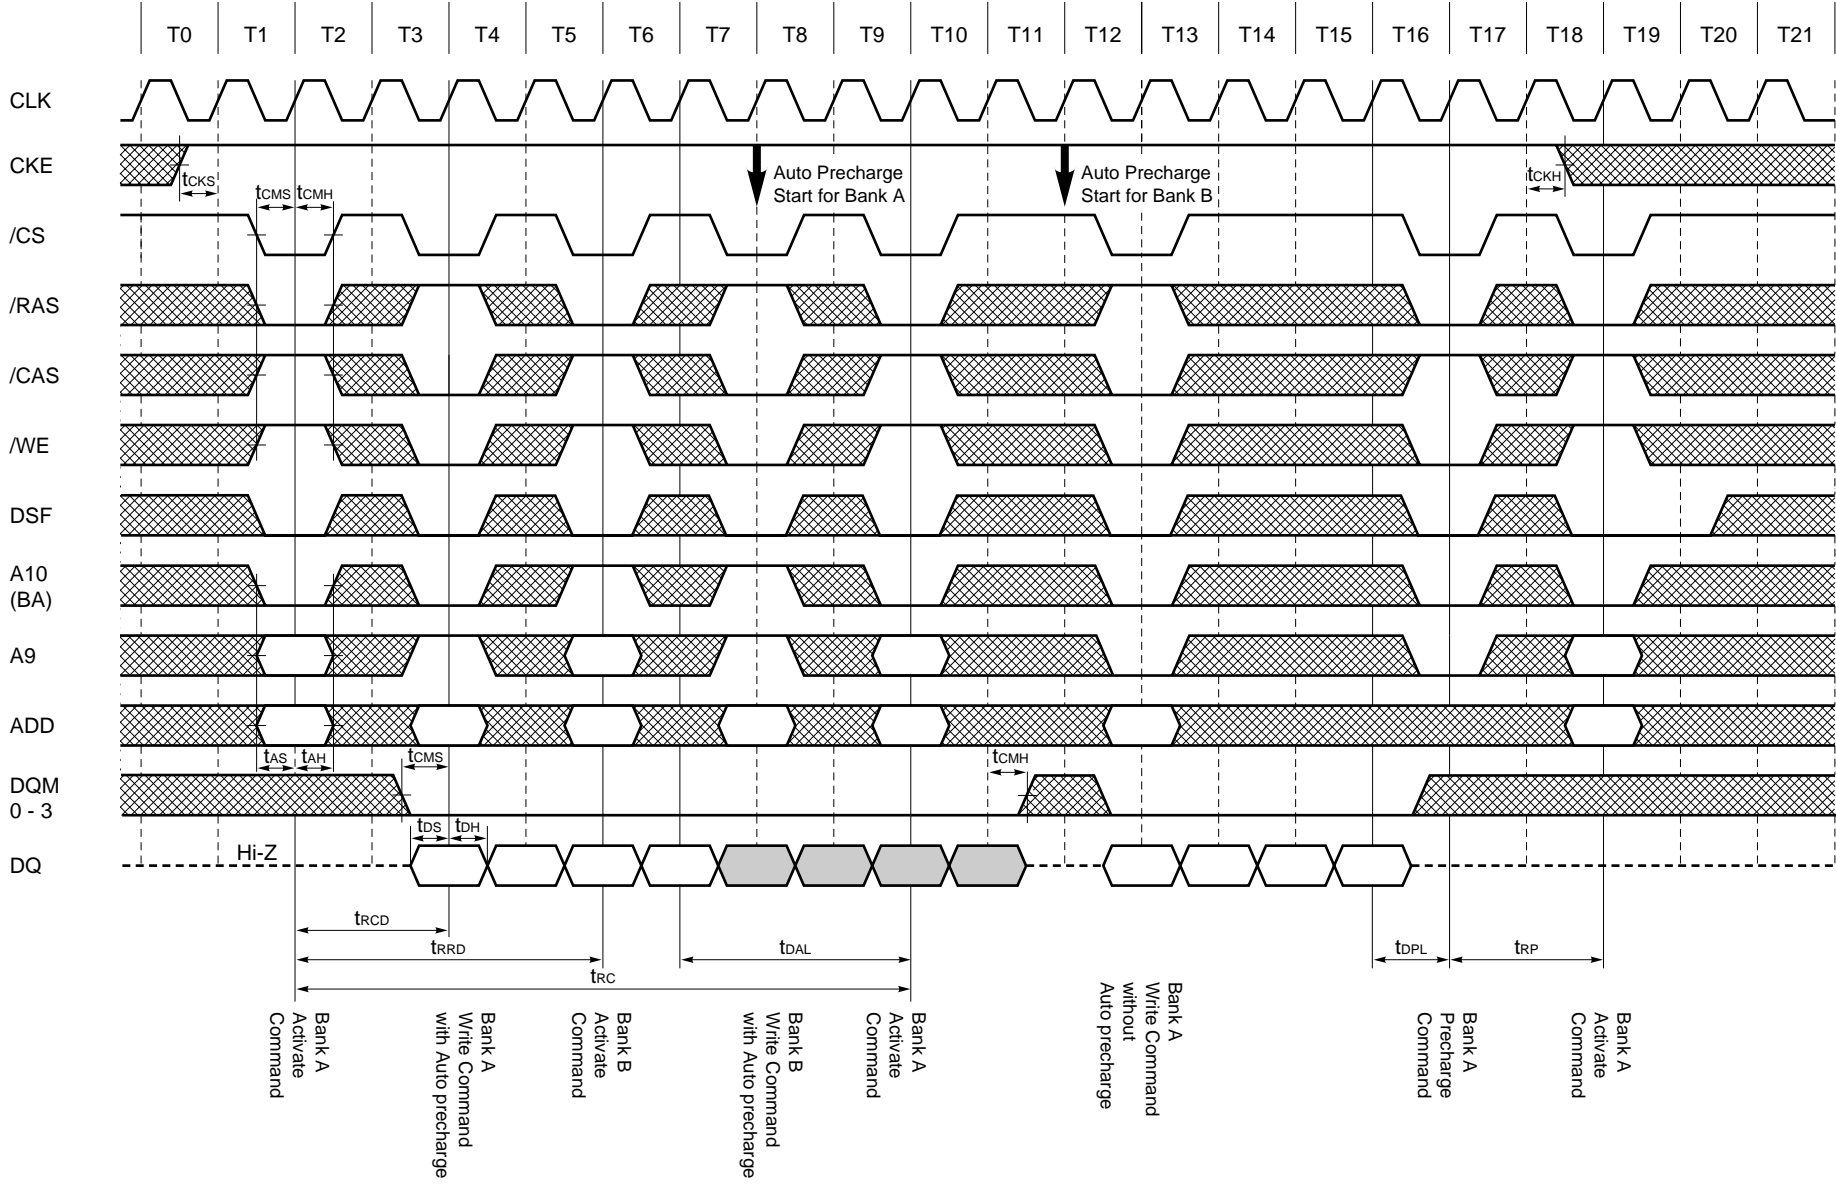 T0 T1 T2 T3 T4 T5 T6 T7 T8 T9 T10 T11 T12 T13 T14 T15 T16 T17 T18 T19 T20 T21
CLK
CKE
tCKS
tCMS
tCMH
Auto Precharge
Start for Bank A
Auto Precharge
Start for Bank B
tCKH
/CS
/RAS
/CAS
/WE
DSF
A10
(BA)
A9
ADD
tAS
tAH
tCMS
tCMH
DQM
0 - 3
tDS
tDH
DQ
Hi-Z
tRCD
tRRD
tDAL
tDPL
tRP
tRC
Bank A
Activate
Command
Bank A
Write Command
with Auto precharge
Bank B
Activate
Command
Bank B
Write Command
with Auto precharge
Bank A
Activate
Command
Bank A
Write Command
without
Auto precharge
Bank A
Precharge
Command
Bank A
Activate
Command